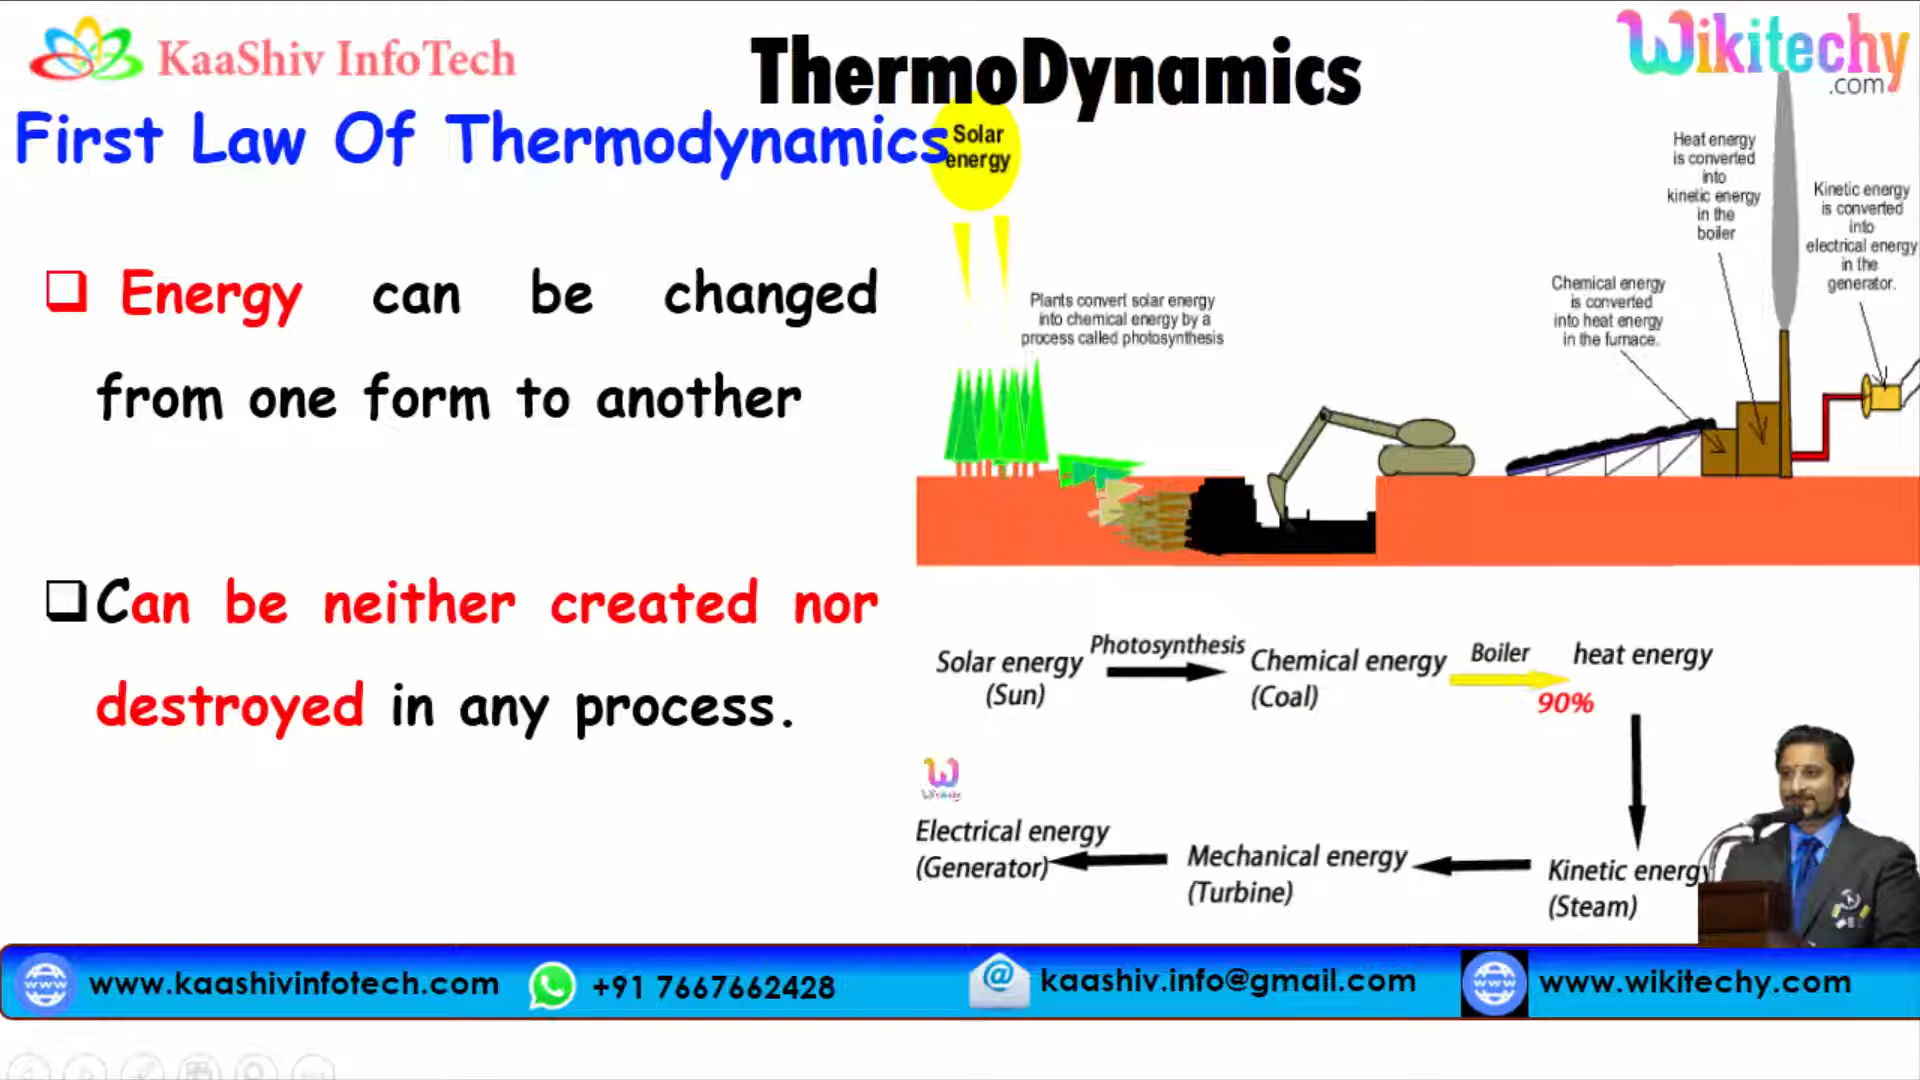 KaaShiv InfoTech
ThermoDynamics
Wikitechy
.com
First Law Of Thermodynamics
Energy can be changed
from one form to another
Can be neither created nor
destroyed in any process.
Solar
energy
Plants convert solar energy
into chemical energy by a
process called photosynthesis
Chemical energy
is converted
into heat energy
in the furnace.
Heat energy
is converted
into
kinetic energy
in the
boiler
Kinetic energy
is converted
into
electrical energy
in the
generator.
Solar energy
(Sun)
Photosynthesis
Chemical energy
(Coal)
Boiler
90%
heat energy
Kinetic energy
(Steam)
Mechanical energy
(Turbine)
Electrical energy
(Generator)
www.kaashivinfotech.com
+91 7667662428
kaashiv.info@gmail.com
www.wikitechy.com